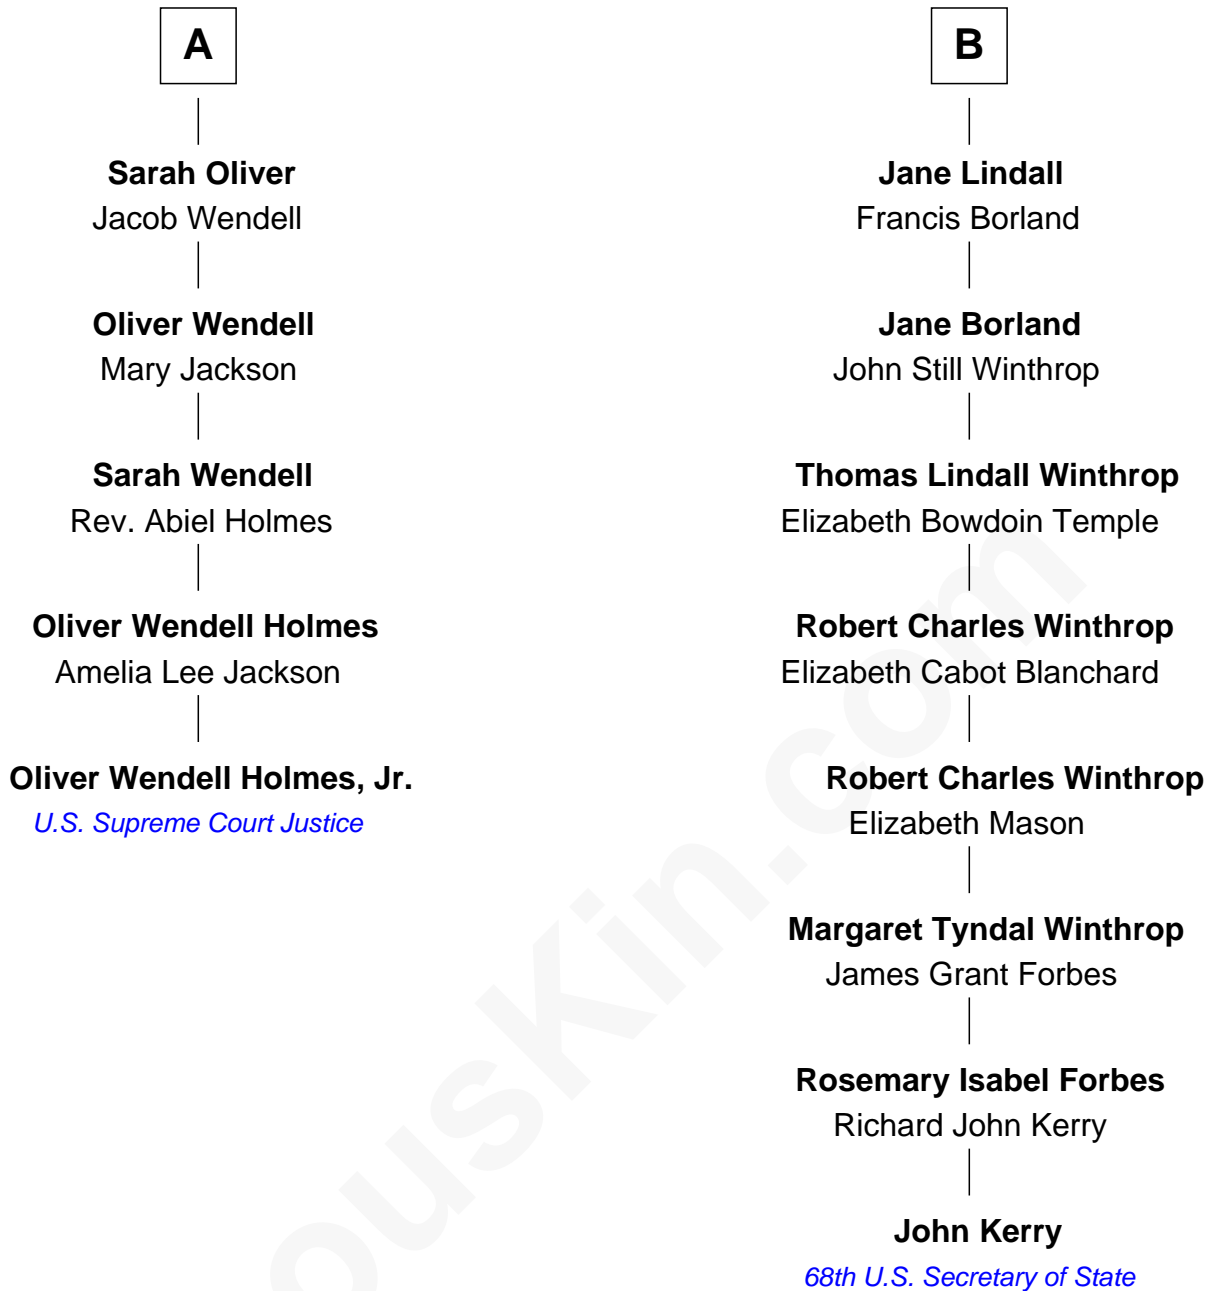 A
Sarah Oliver
Jacob Wendell
Oliver Wendell
Mary Jackson
Sarah Wendell
Rev. Abiel Holmes
Oliver Wendell Holmes
Amelia Lee Jackson
Oliver Wendell Holmes, Jr.
U.S. Supreme Court Justice
B
Jane Lindall
Francis Borland
Jane Borland
John Still Winthrop
Thomas Lindall Winthrop
Elizabeth Bowdoin Temple
Robert Charles Winthrop
Elizabeth Cabot Blanchard
Robert Charles Winthrop
Elizabeth Mason
Margaret Tyndal Winthrop
James Grant Forbes
Rosemary Isabel Forbes
Richard John Kerry
John Kerry
68th U.S. Secretary of State
ousKin.com